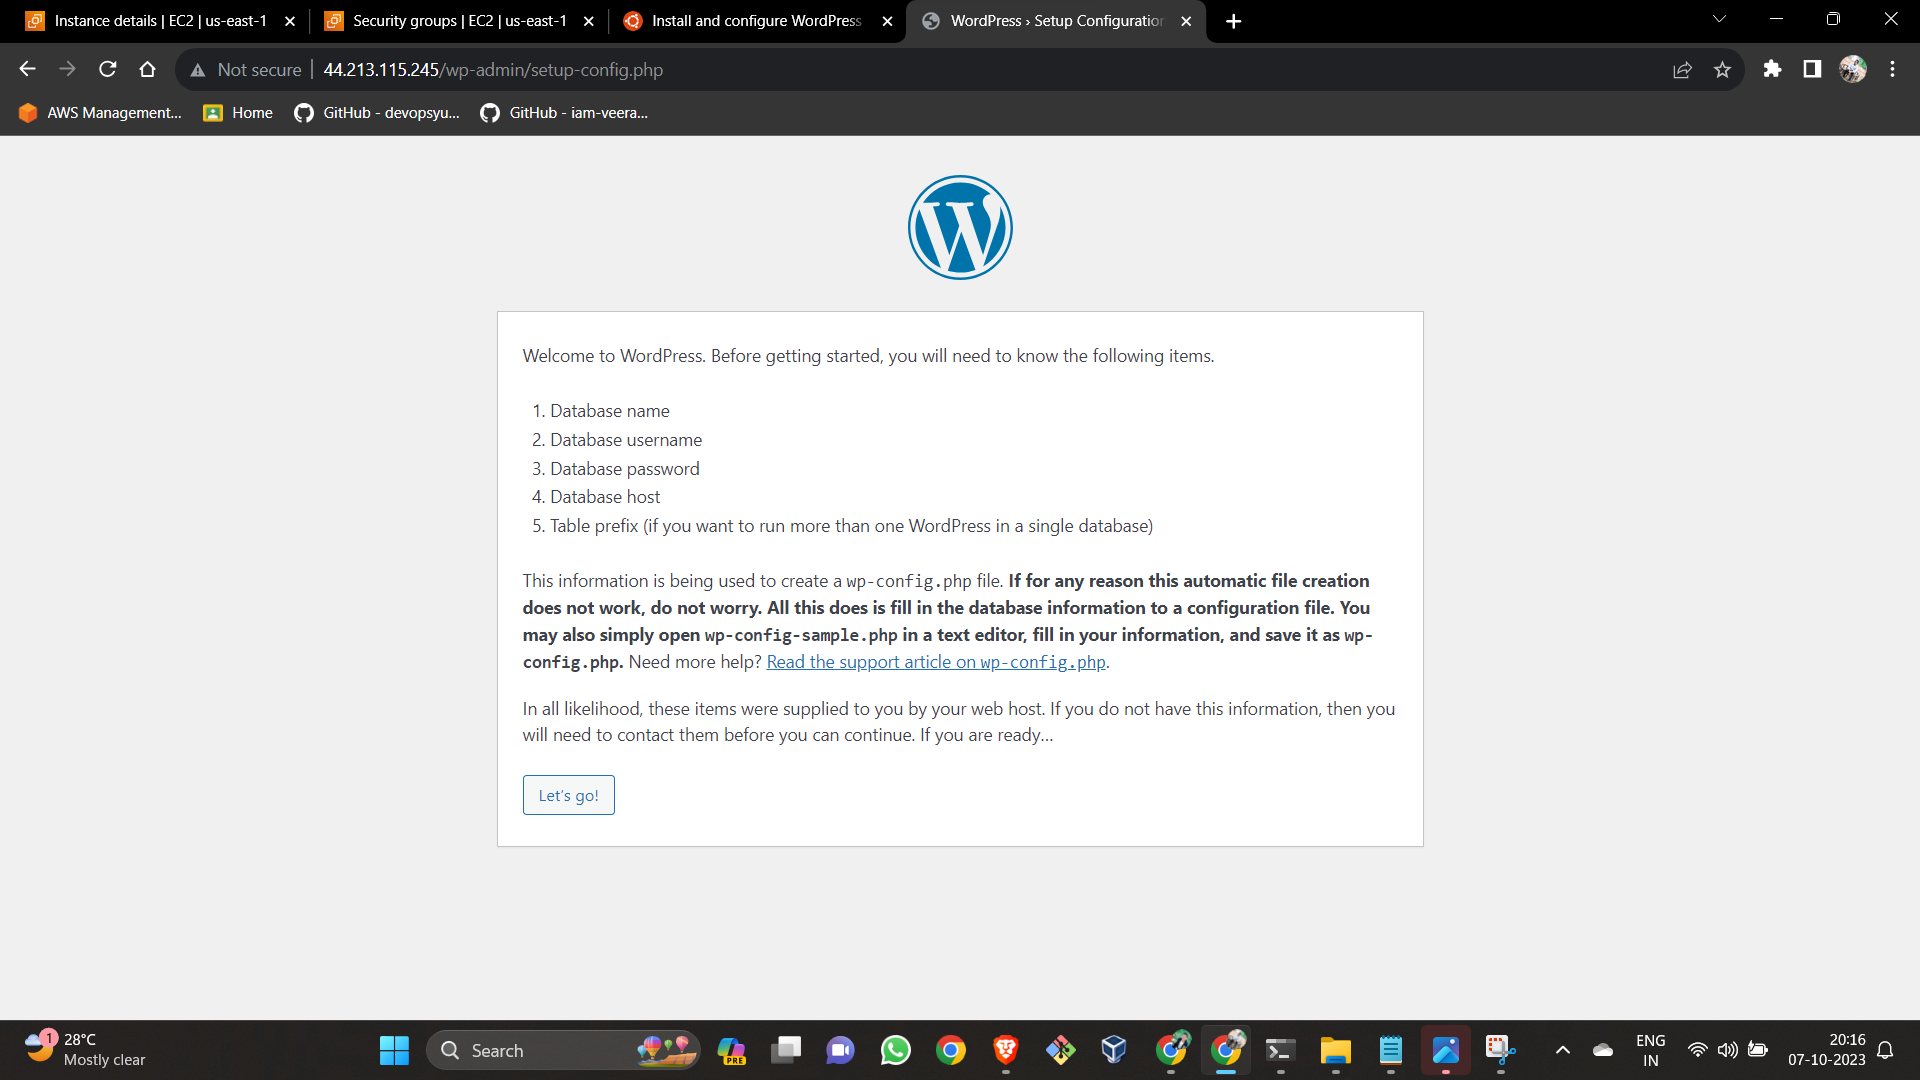 Instance details | EC2 | us-east-1
Security groups | EC2 | us-east-1
Install and configure WordPress
WordPress › Setup Configuration
Not secure | 44.213.115.245/wp-admin/setup-config.php
AWS Management...
Home
GitHub - devopsyu...
GitHub - iam-veera...
Welcome to WordPress. Before getting started, you will need to know the following items.
1. Database name
2. Database username
3. Database password
4. Database host
5. Table prefix (if you want to run more than one WordPress in a single database)
This information is being used to create a wp-config.php file. If for any reason this automatic file creation
does not work, do not worry. All this does is fill in the database information to a configuration file. You
may also simply open wp-config-sample.php in a text editor, fill in your information, and save it as wp-
config.php. Need more help? Read the support article on wp-config.php.
In all likelihood, these items were supplied to you by your web host. If you do not have this information, then you
will need to contact them before you can continue. If you are ready…
Let's go!
1
28°C
Mostly clear
Search
PRE
ENG
IN
20:16
07-10-2023